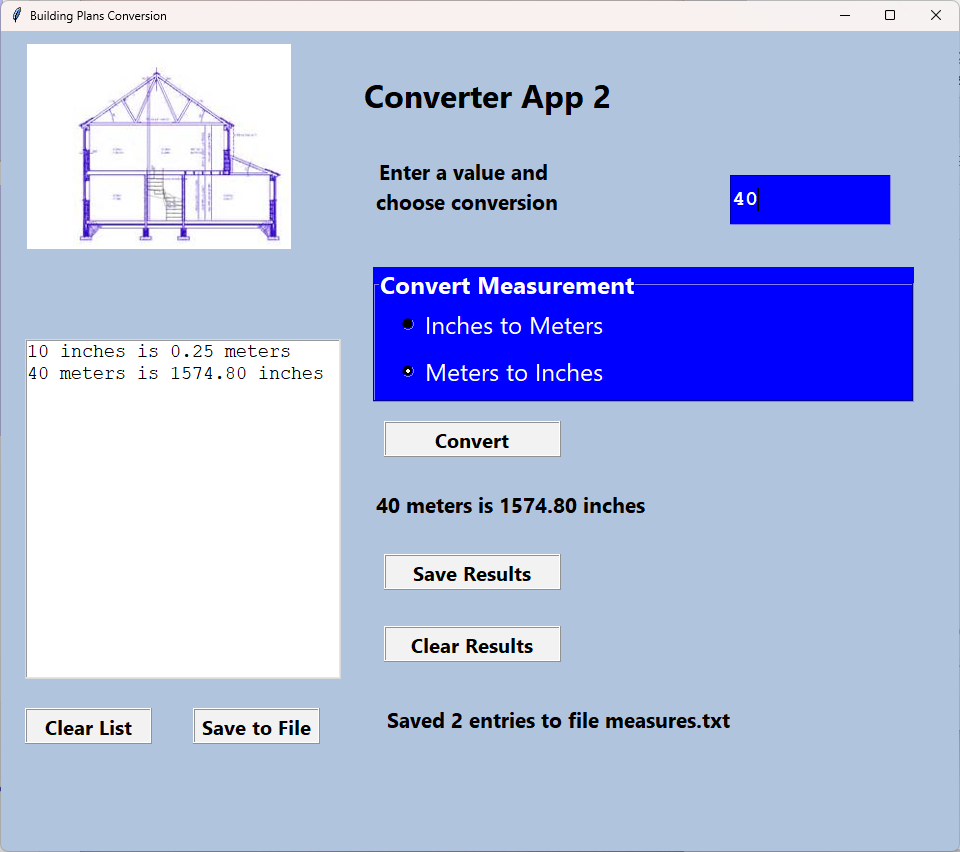 Building Plans Conversion
Converter App 2
Enter a value and
choose conversion
40
Convert Measurement
Inches to Meters
Meters to Inches
10 inches is 0.25 meters
40 meters is 1574.80 inches
Convert
40 meters is 1574.80 inches
Save Results
Clear Results
Clear List
Save to File
Saved 2 entries to file measures.txt